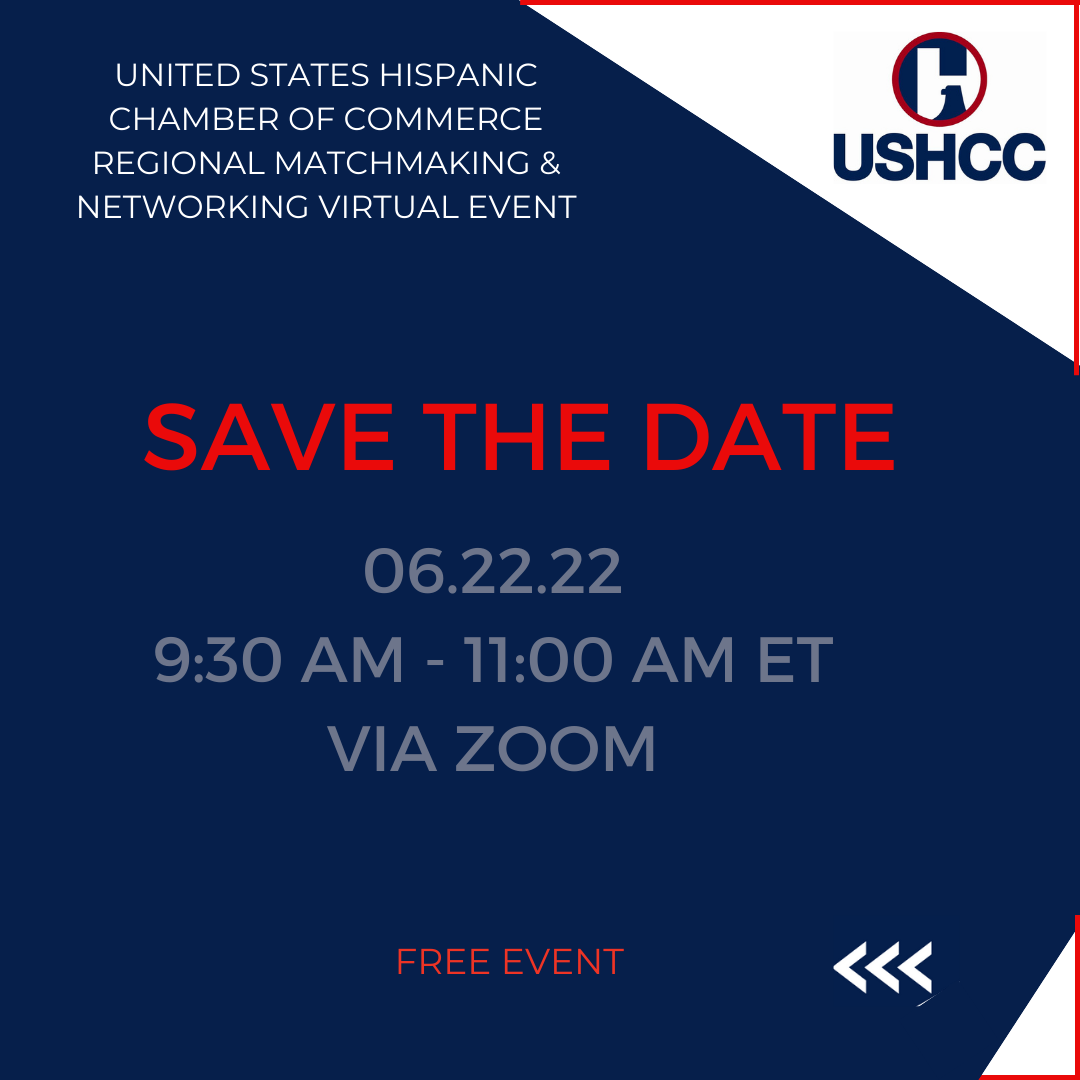 UNITED STATES HISPANIC
CHAMBER OF COMMERCE
REGIONAL MATCHMAKING &
NETWORKING VIRTUAL EVENT
USHCC
SAVE THE DATE
06.22.22
9:30 AM - 11:00 AM ET
VIA ZOOM
FREE EVENT